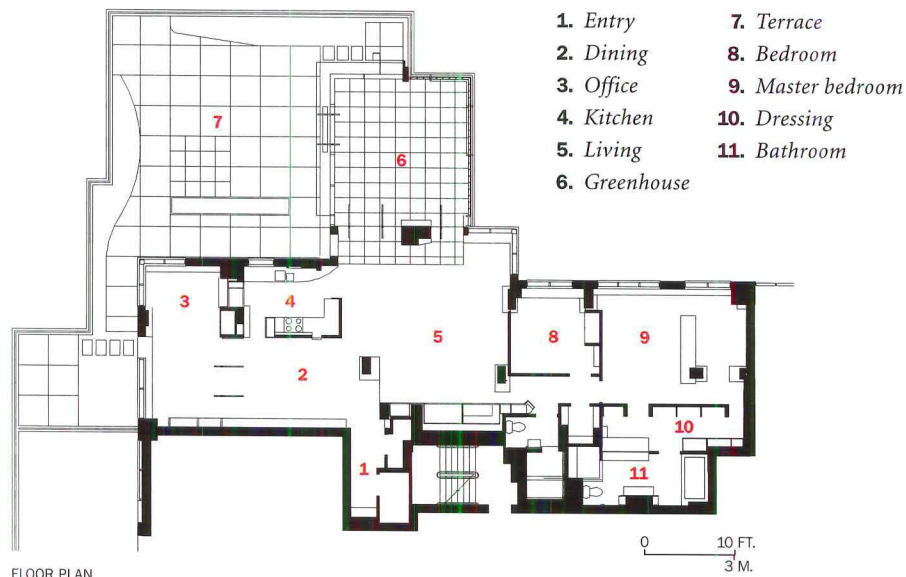 1. Entry
2. Dining
3. Office
4. Kitchen
5. Living
6. Greenhouse
7. Terrace
8. Bedroom
9. Master bedroom
10. Dressing
11. Bathroom
7
6
3
4
5
8
9
2
10
1
11
0 10 FT.
3 M.
FLOOR PLAN